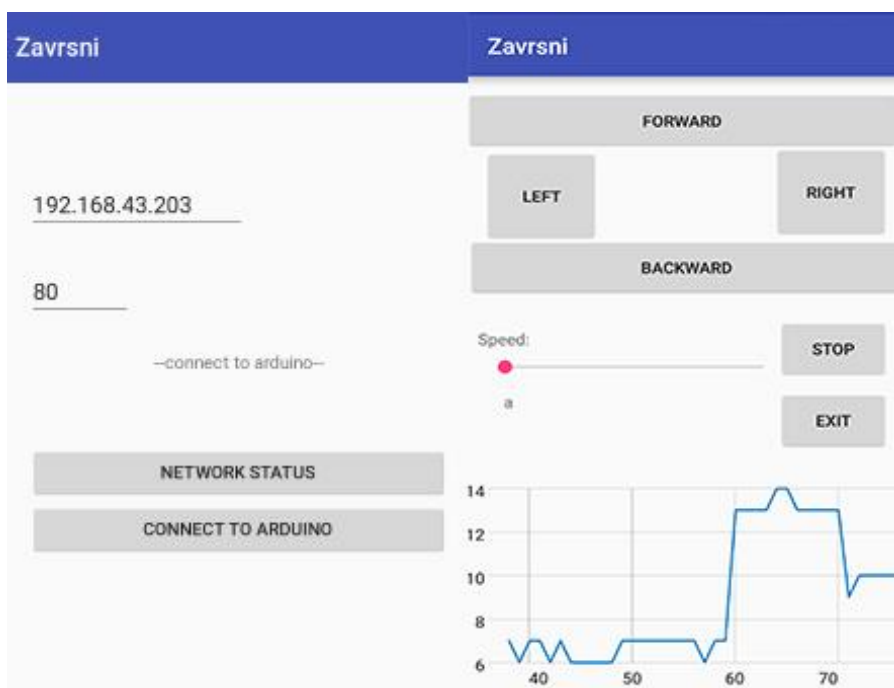 Zavrsni
192.168.43.203
80
--connect to arduino--
NETWORK STATUS
CONNECT TO ARDUINO
Zavrsni
FORWARD
LEFT
RIGHT
BACKWARD
Speed:
STOP
a
EXIT
14
12
10
8
6
40 50 60 70